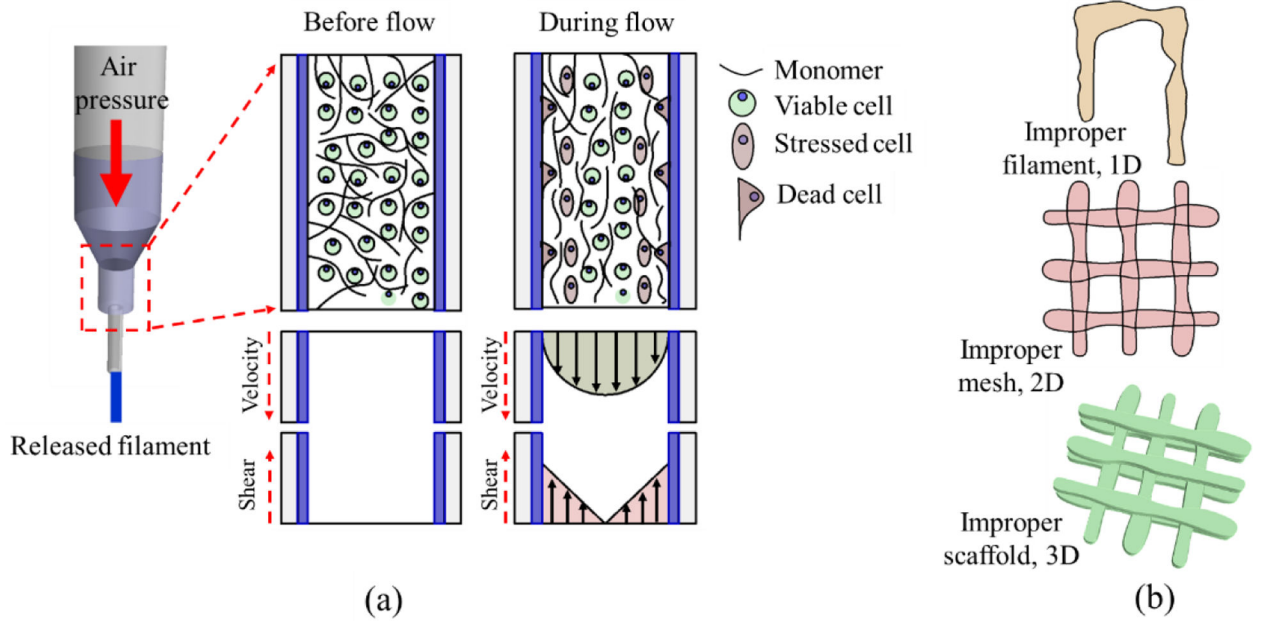 Before flow
During flow
Air
pressure
Monomer
Viable cell
Stressed cell
Dead cell
Velocity
Velocity
Shear
Shear
Released filament
(a)
Improper
filament, 1D
Improper
mesh, 2D
Improper
scaffold, 3D
(b)